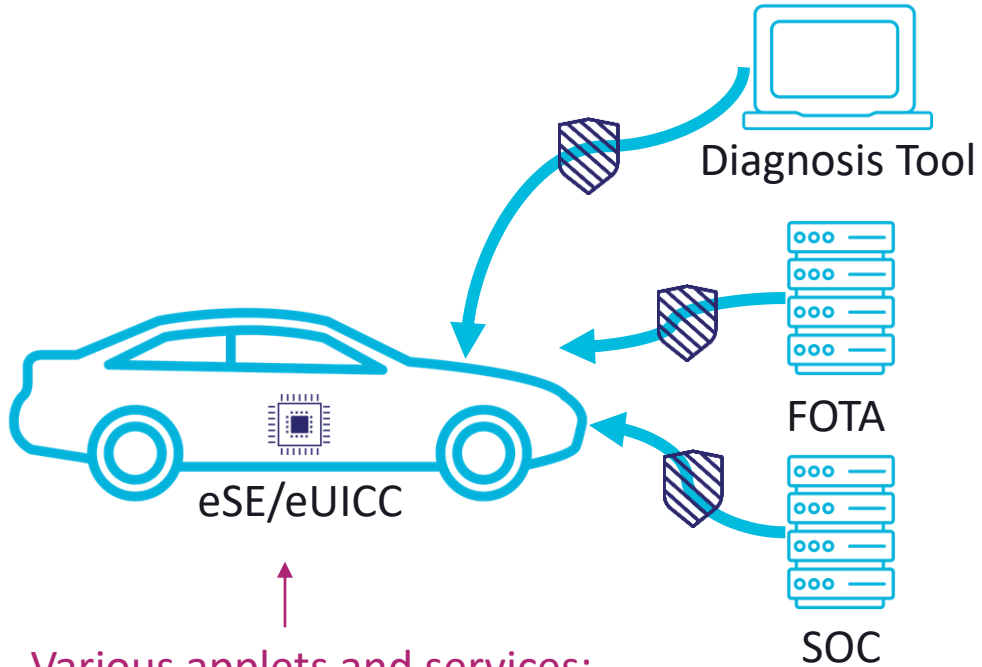 Diagnosis Tool
FOTA
eSE/eUICC
SOC
Various applets and services: